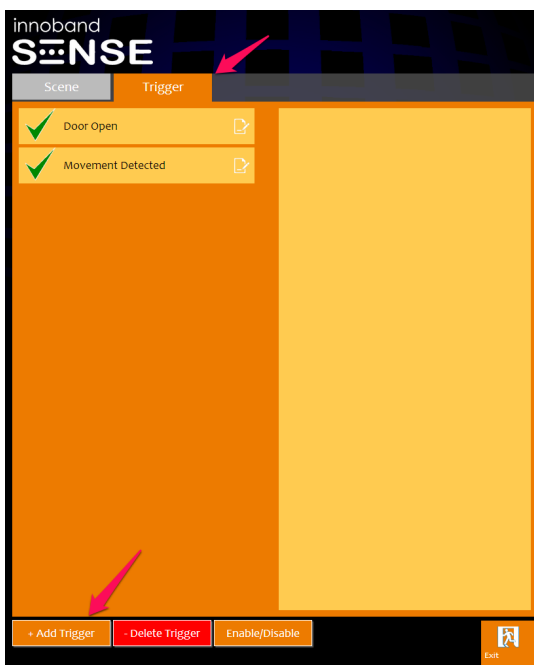 innoband
SENSE
Scene Trigger
Door Open
Movement Detected
+ Add Trigger - Delete Trigger Enable/Disable
Exit